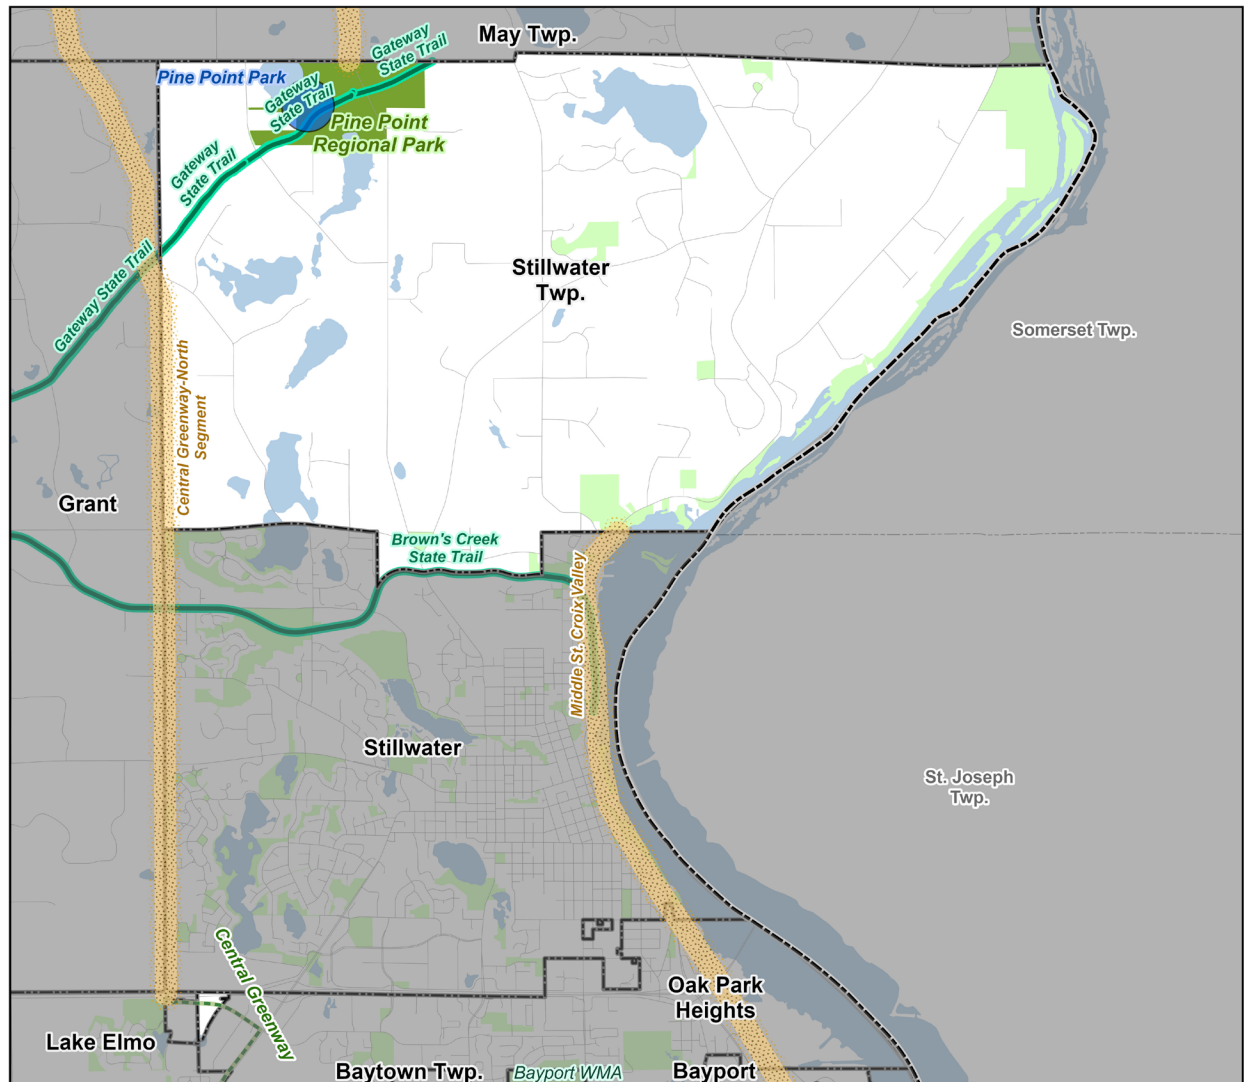 May Twp.
Gateway
State Trail
Pine Point Park
Gateway
State Trail
Pine Point
Regional Park
Gateway
State Trail
Gateway State Trail
Stillwater
Twp.
Somerset Twp.
Central Greenway-North
Segment
Grant
Brown's Creek
State Trail
Middle St. Croix Valley
Stillwater
St. Joseph
Twp.
Central Greenway
Oak Park
Heights
Lake Elmo
Baytown Twp.
Bayport WMA
Bayport